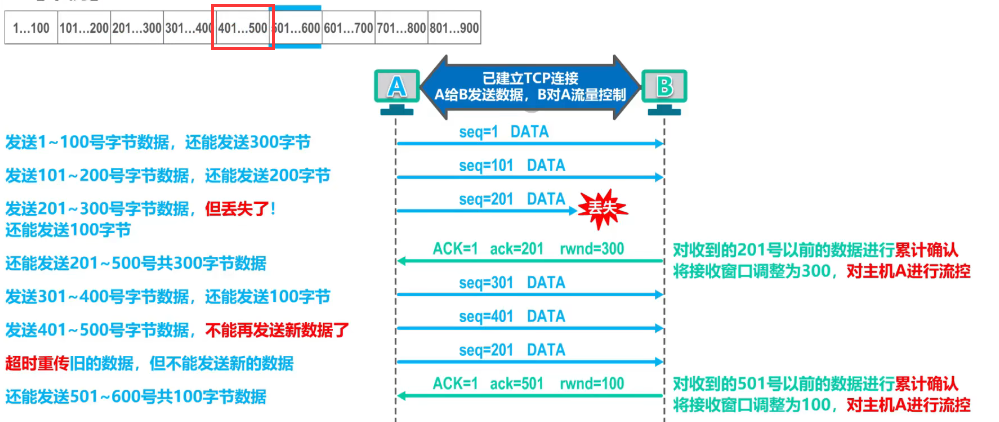 1...100 101...200 201...300 301...400 401...500 501...600 601...700 701...800 801...900
A
已建立TCP连接
A给B发送数据，B对A流量控制
B
发送1~100号字节数据，还能发送300字节
seq=1 DATA
发送101~200号字节数据，还能发送200字节
seq=101 DATA
发送201~300号字节数据，但丢失了！
还能发送100字节
seq=201 DATA
丢失
还能发送201~500号共300字节数据
ACK=1 ack=201 rwnd=300
对收到的201号以前的数据进行累计确认
将接收窗口调整为300，对主机A进行流控
发送301~400号字节数据，还能发送100字节
seq=301 DATA
发送401~500号字节数据，不能再发送新数据了
seq=401 DATA
超时重传旧的数据，但不能发送新的数据
seq=201 DATA
还能发送501~600号共100字节数据
ACK=1 ack=501 rwnd=100
对收到的501号以前的数据进行累计确认
将接收窗口调整为100，对主机A进行流控